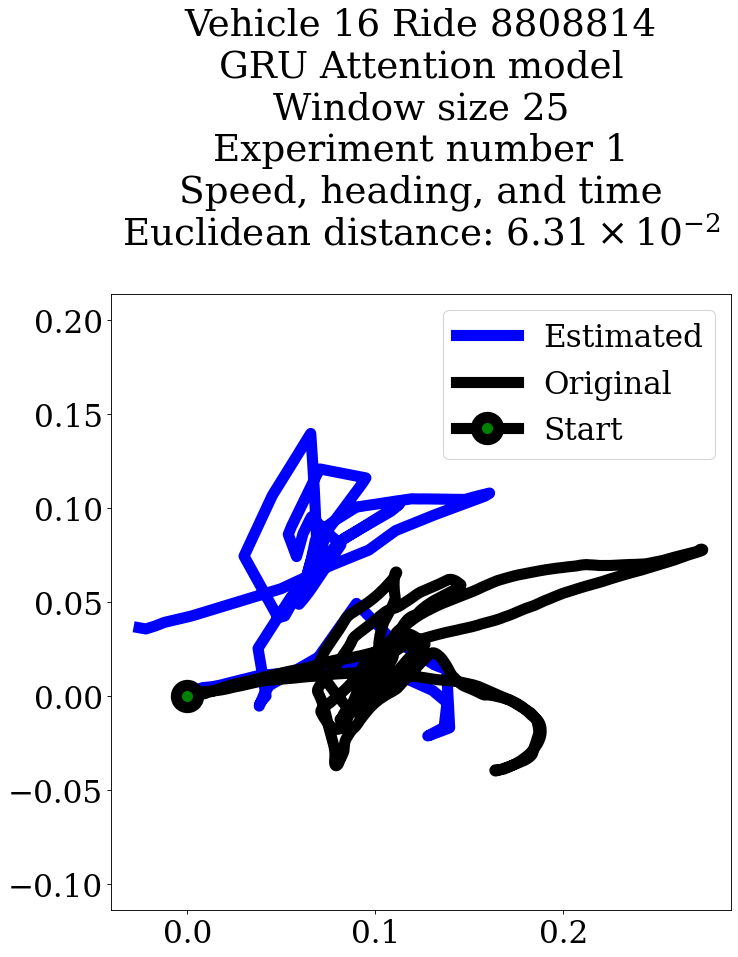 Vehicle 16 Ride 8808814
GRU Attention model
Window size 25
Experiment number 1
Speed, heading, and time
Euclidean distance: 6.31 × 10⁻²
Estimated
Original
Start
0.20
0.15
0.10
0.05
0.00
−0.05
−0.10
0.0 0.1 0.2